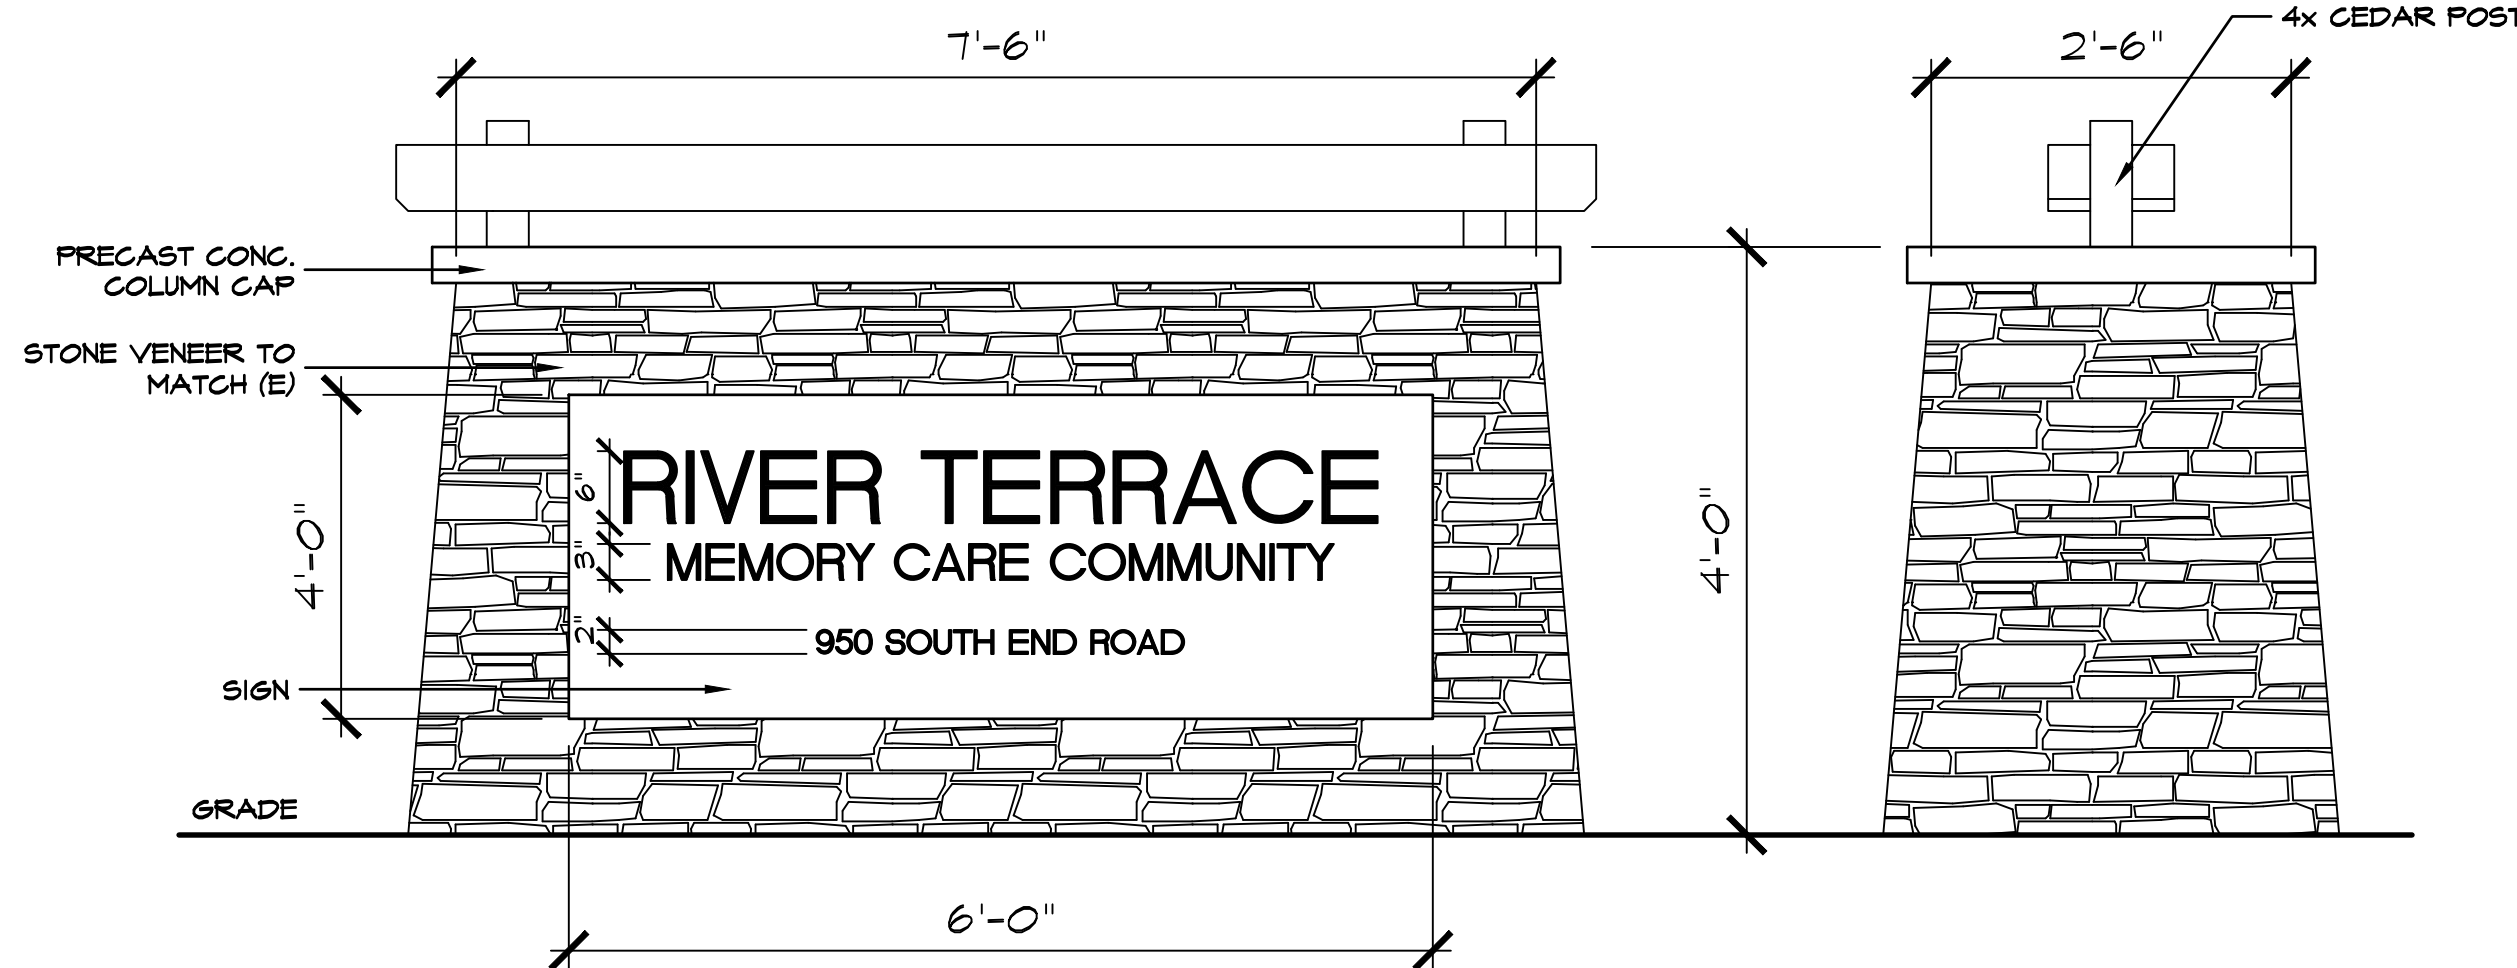 7'-6"
4x CEDAR POST
2'-6"
PRECAST CONC.
COLUMN CAP
STONE VENEER TO
MATCH (E)
4'-0"
6"
RIVER TERRACE
3"
MEMORY CARE COMMUNITY
2"
950 SOUTH END ROAD
4'-0"
SIGN
GRADE
6'-0"